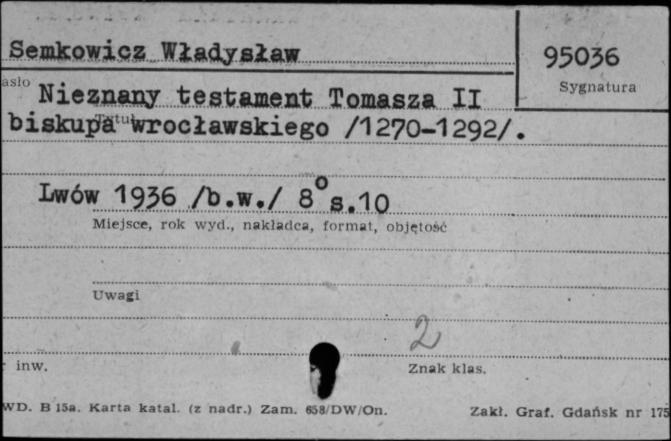 Semkowicz Władysław
95036
Sygnatura
asło
Nieznany testament Tomasza II
Tytuł
biskupa wrocławskiego /1270-1292/.
Lwów 1936 /b.w./ 8° s.10
Miejsce, rok wyd., nakładca, format, objętość
Uwagi
2
r inw.
Znak klas.
WD. B 15a. Karta katal. (z nadr.) Zam. 658/DW/On.
Zakł. Graf. Gdańsk nr 175